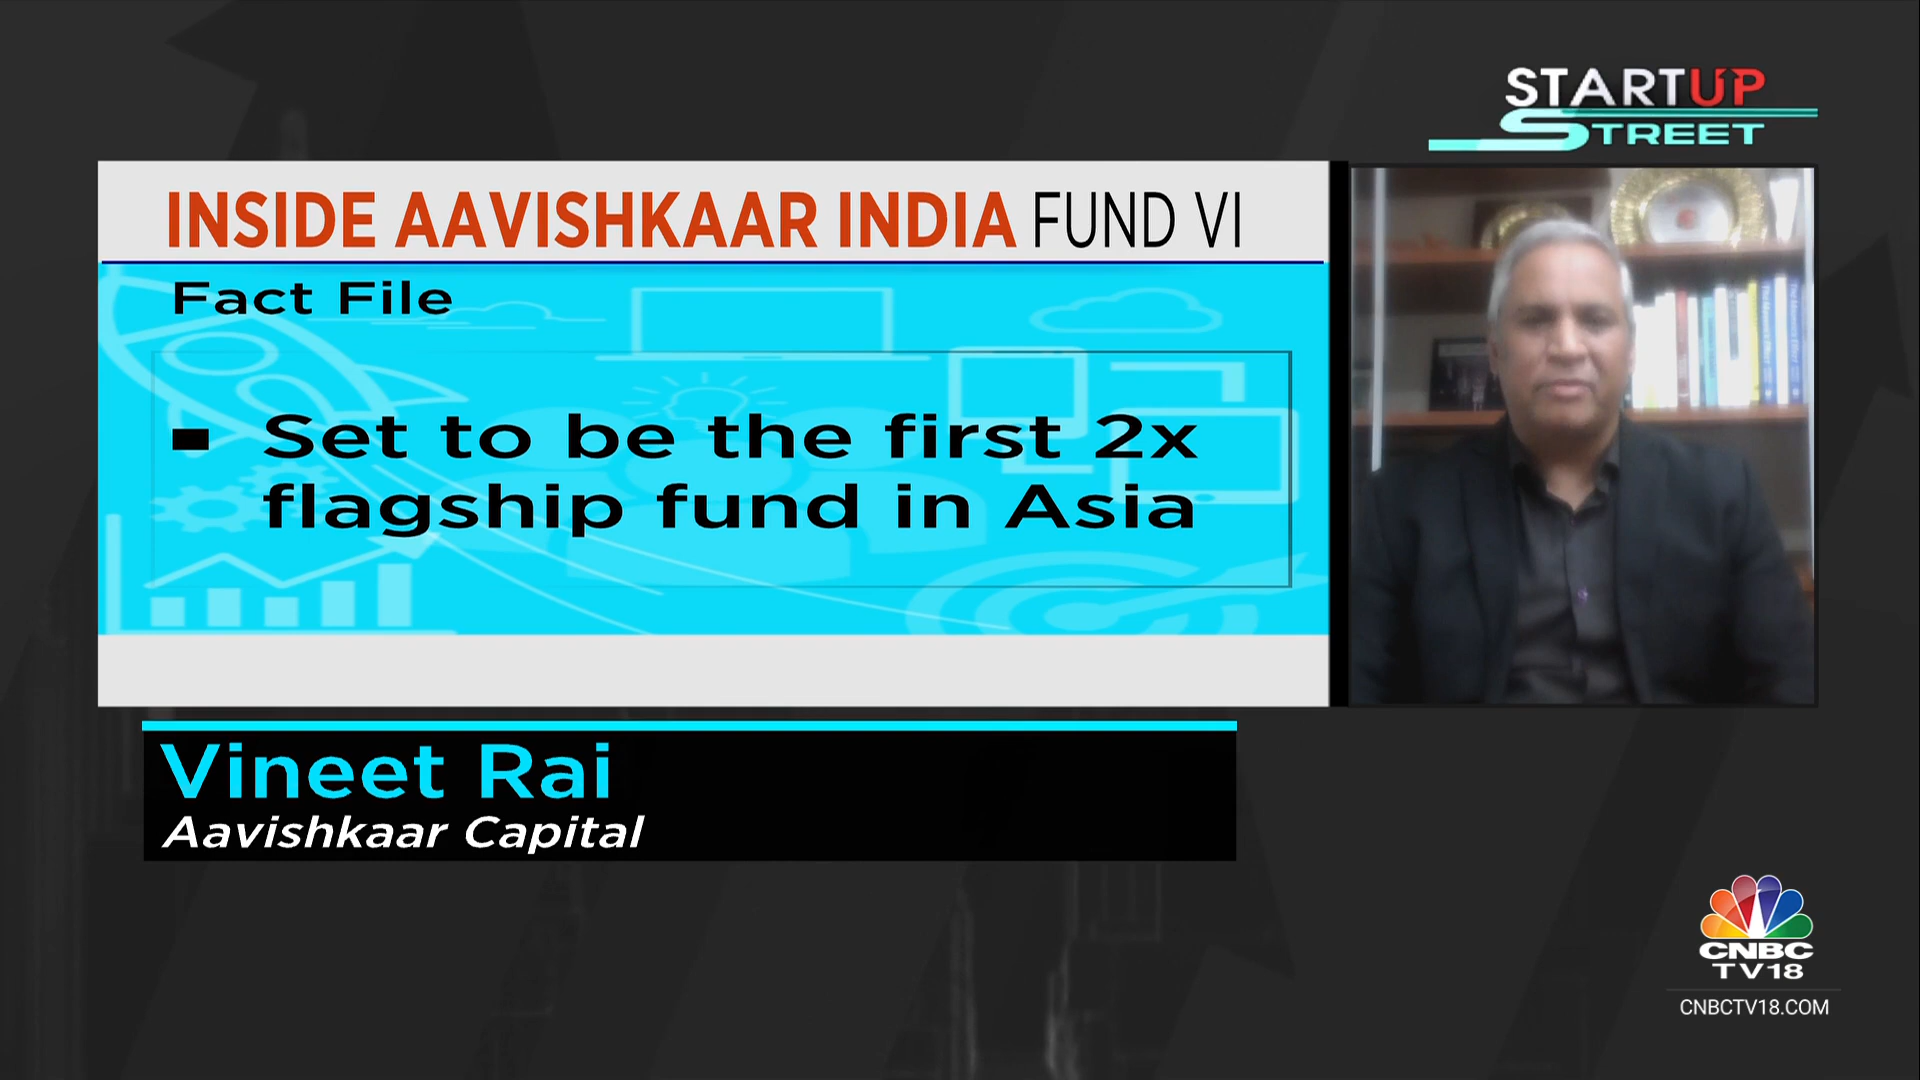 STARTUP
STREET
INSIDE AAVISHKAAR INDIA FUND VI
Fact File
Set to be the first 2x
flagship fund in Asia
Vineet Rai
Aavishkaar Capital
CNBC
TV18
CNBCTV18.COM